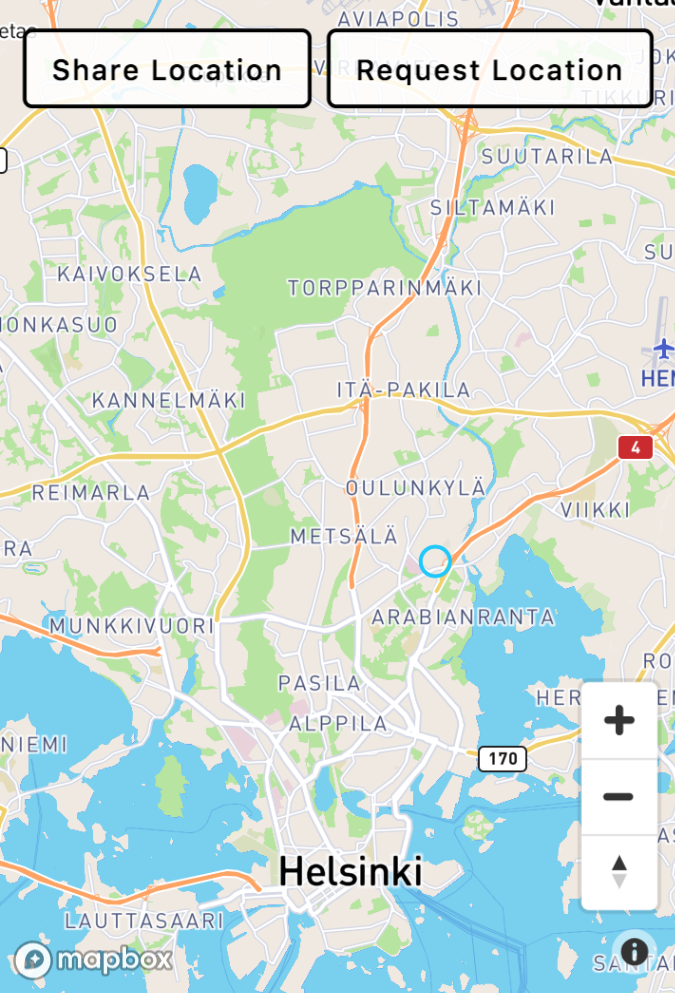 AVIAPOLIS
Share Location
Request Location
SUUTARILA
SILTAMÄKI
KAIVOKSELA
TORPPARINMÄKI
ITÄ-PAKILA
KANNELMÄKI
4
OULUNKYLÄ
REIMARLA
VIIKKI
METSÄLÄ
ARABIANRANTA
MUNKKIVUORI
PASILA
ALPPILA
170
Helsinki
LAUTTASAARI
mapbox